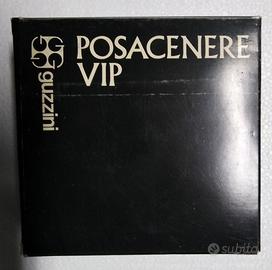 POSACENERE
VIP
guzzini
subito